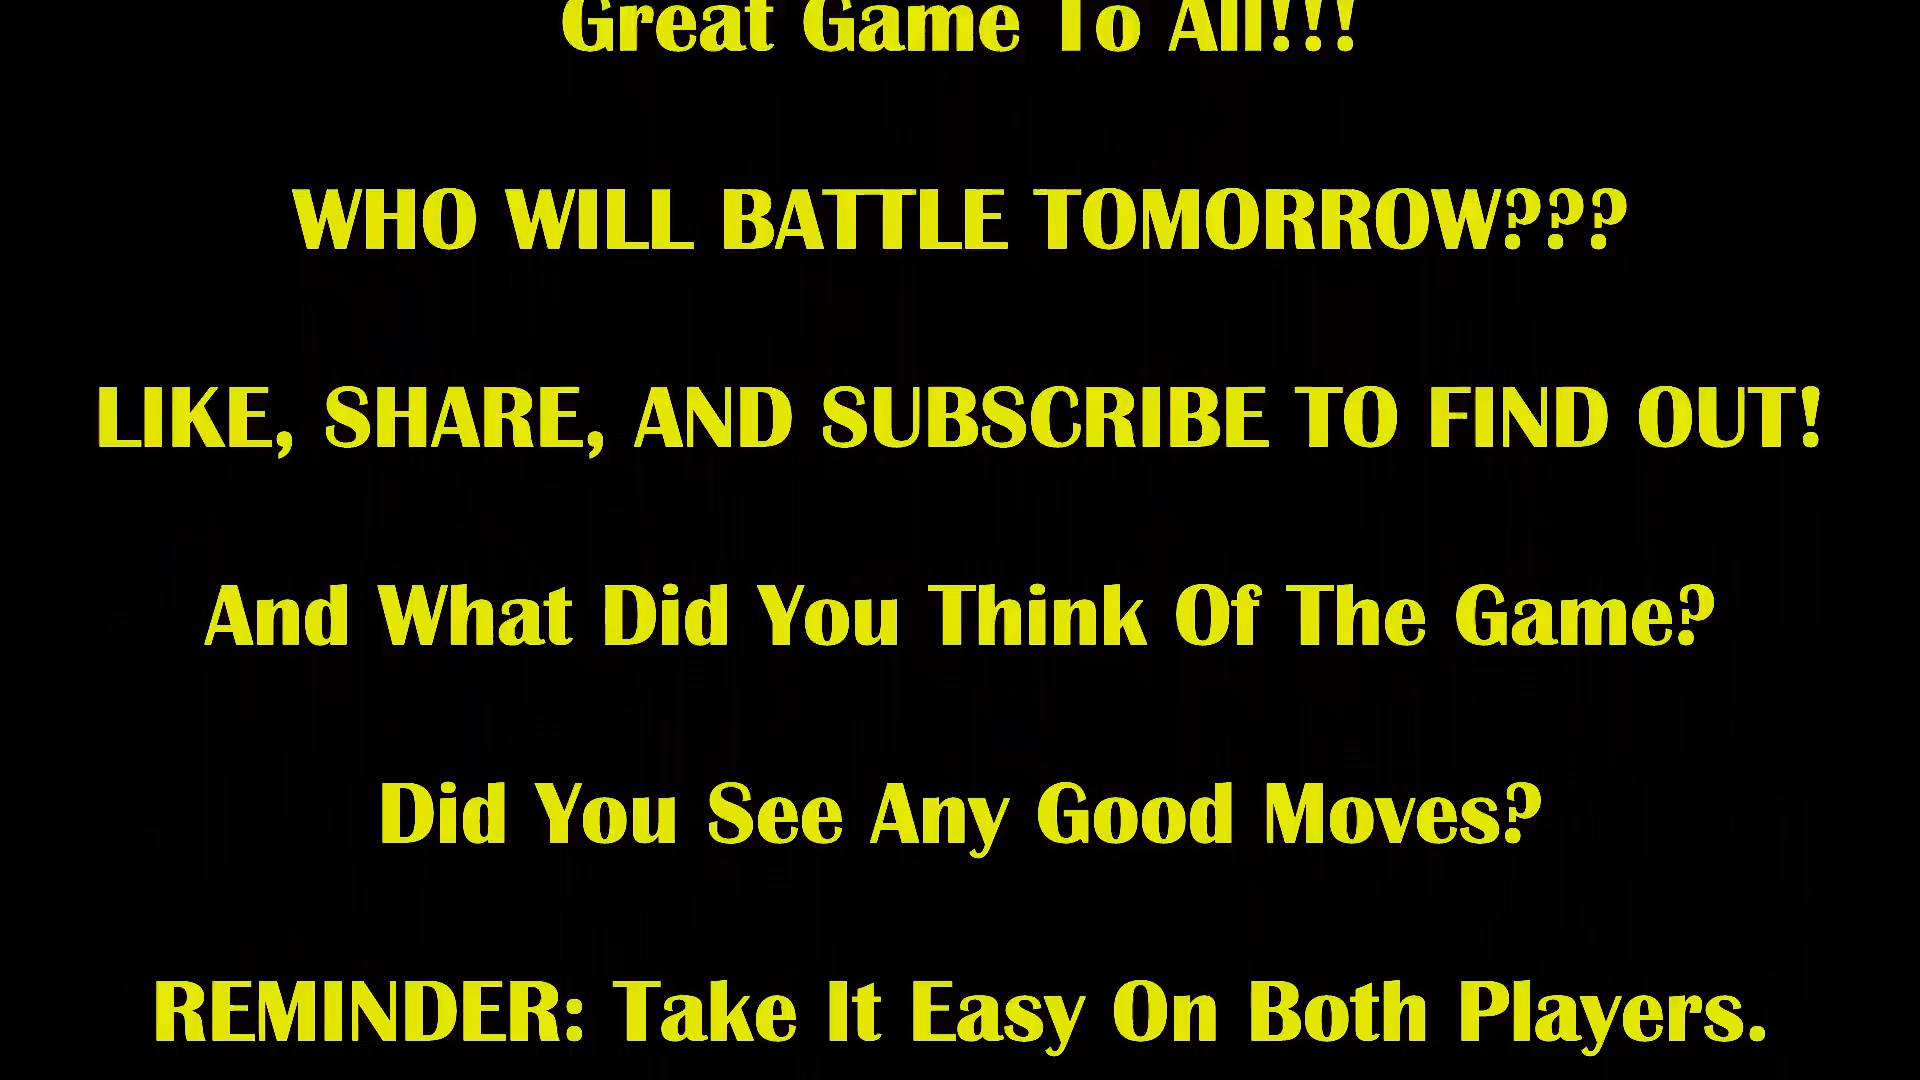 Great Game To All!!!
WHO WILL BATTLE TOMORROW???
LIKE, SHARE, AND SUBSCRIBE TO FIND OUT!
And What Did You Think Of The Game?
Did You See Any Good Moves?
REMINDER: Take It Easy On Both Players.